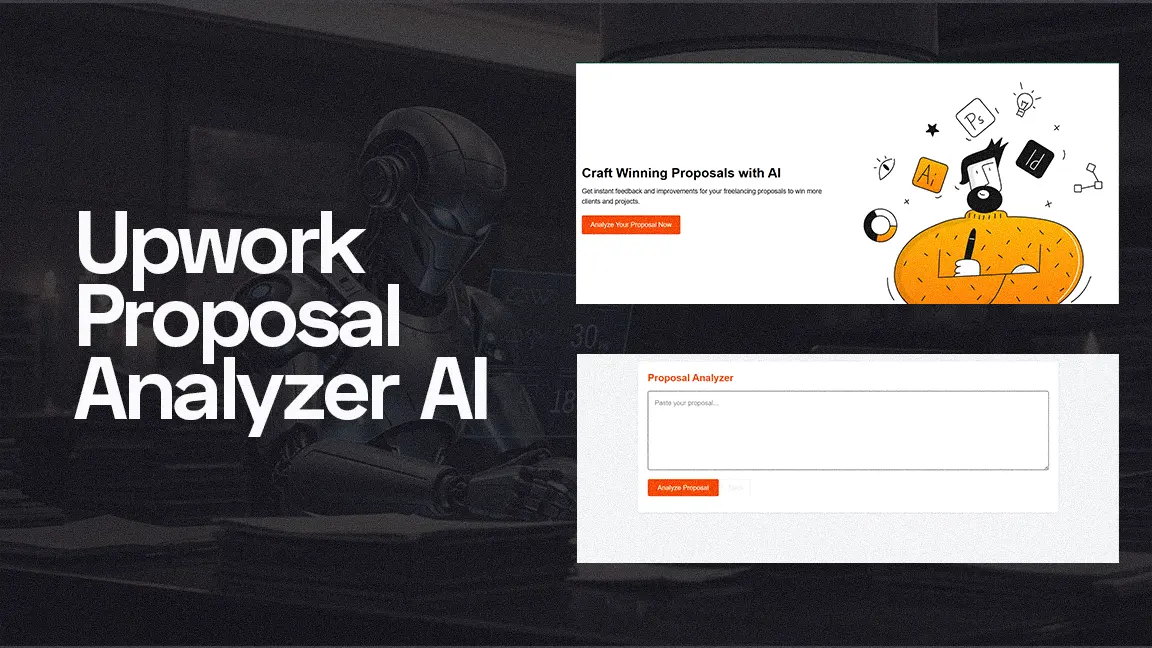 Upwork
Proposal
Analyzer AI
Craft Winning Proposals with AI
Get instant feedback and improvements for your freelancing proposals to win more
clients and projects.
Analyze Your Proposal Now
Ps
Ai
Id
Proposal Analyzer
Paste your proposal...
Analyze Proposal
30
18